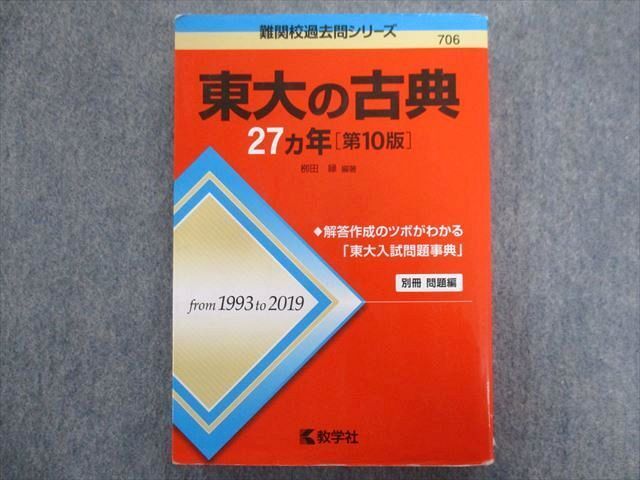 難関校過去問シリーズ
706
東大の古典
27ヵ年[第10版]
柳田 縁 編著
◆解答作成のツボがわかる
「東大入試問題事典」
別冊 問題編
from 1993 to 2019
教学社